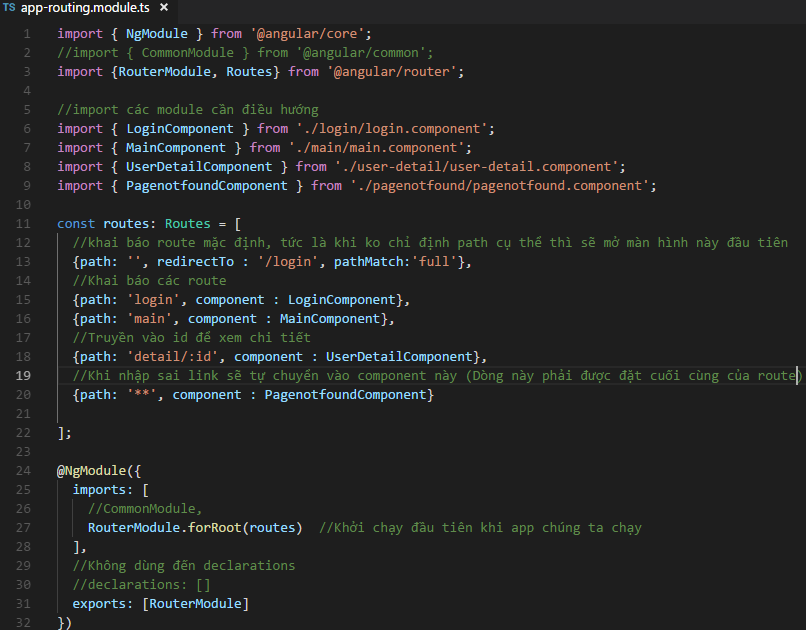 TS app-routing.module.ts ×
1 import { NgModule } from '@angular/core';
2 //import { CommonModule } from '@angular/common';
3 import {RouterModule, Routes} from '@angular/router';
4
5 //import các module cần điều hướng
6 import { LoginComponent } from './login/login.component';
7 import { MainComponent } from './main/main.component';
8 import { UserDetailComponent } from './user-detail/user-detail.component';
9 import { PagenotfoundComponent } from './pagenotfound/pagenotfound.component';
10
11 const routes: Routes = [
12 //khai báo route mặc định, tức là khi ko chỉ định path cụ thể thì sẽ mở màn hình này đầu tiên
13 {path: '', redirectTo : '/login', pathMatch:'full'},
14 //Khai báo các route
15 {path: 'login', component : LoginComponent},
16 {path: 'main', component : MainComponent},
17 //Truyền vào id để xem chi tiết
18 {path: 'detail/:id', component : UserDetailComponent},
19 //Khi nhập sai link sẽ tự chuyển vào component này (Dòng này phải được đặt cuối cùng của route)
20 {path: '**', component : PagenotfoundComponent}
21
22 ];
23
24 @NgModule({
25 imports: [
26 //CommonModule,
27 RouterModule.forRoot(routes) //Khởi chạy đầu tiên khi app chúng ta chạy
28 ],
29 //Không dùng đến declarations
30 //declarations: []
31 exports: [RouterModule]
32 })